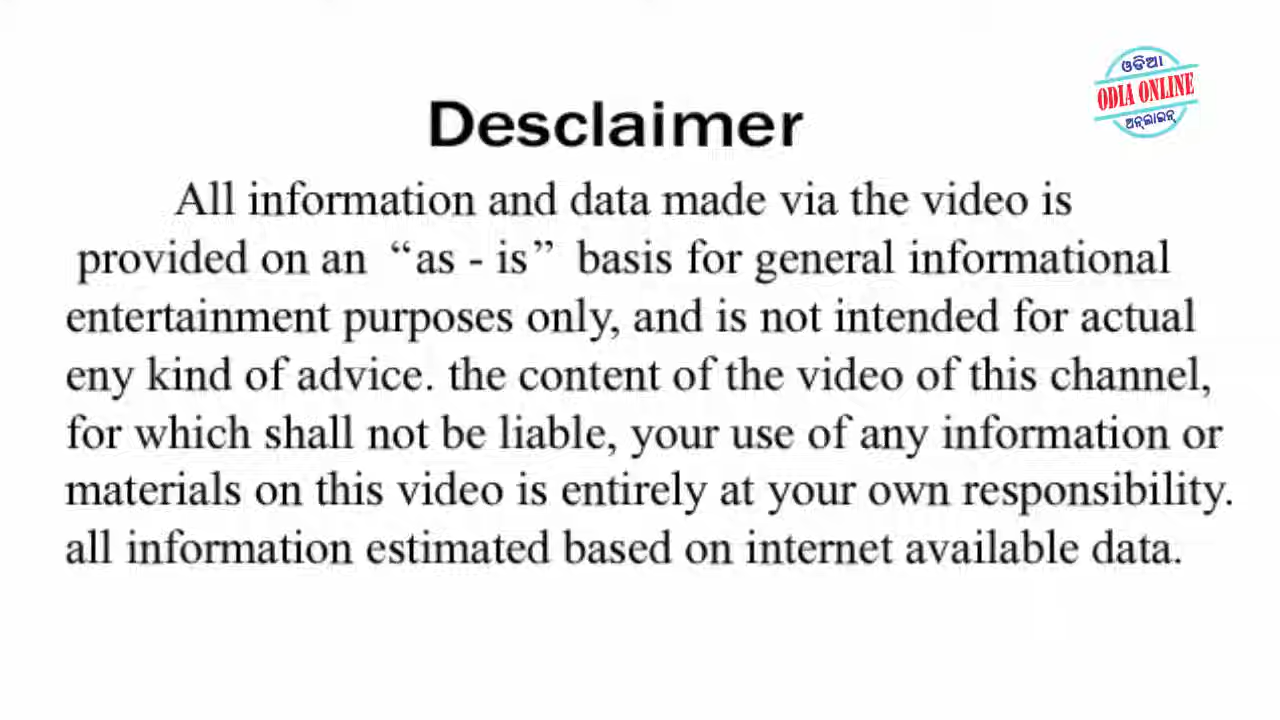 ଓଡିଆ
ODIA ONLINE
ଅନ୍‌ଲାଇନ୍
Desclaimer
All information and data made via the video is
provided on an “as - is” basis for general informational
entertainment purposes only, and is not intended for actual
eny kind of advice. the content of the video of this channel,
for which shall not be liable, your use of any information or
materials on this video is entirely at your own responsibility.
all information estimated based on internet available data.